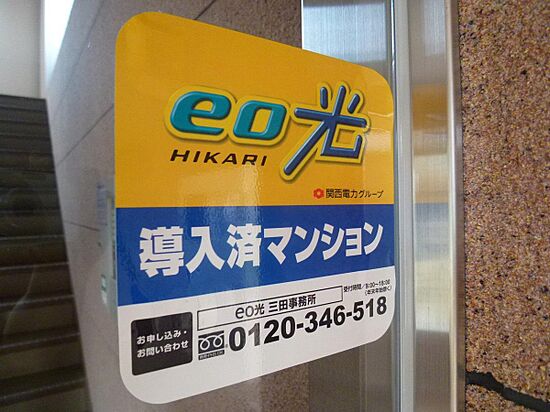 eo光
HIKARI
関西電力グループ
導入済マンション
eo光 三田事務所
お申し込み・
お問い合わせ
0120-346-518